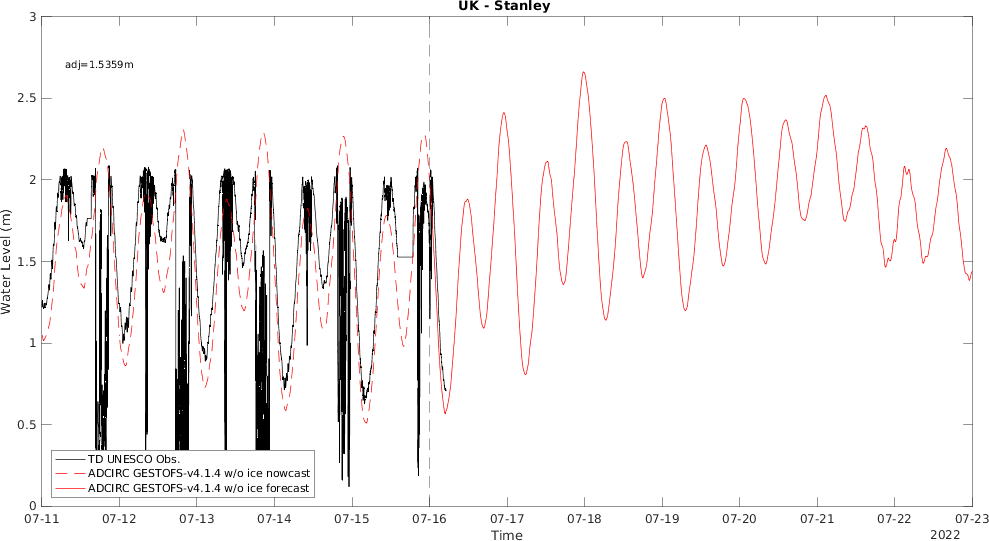 UK - Stanley
3
2.5
2
1.5
1
0.5
0
Water Level (m)
adj=1.5359m
TD UNESCO Obs.
ADCIRC GESTOFS-v4.1.4 w/o ice nowcast
ADCIRC GESTOFS-v4.1.4 w/o ice forecast
07-11 07-12 07-13 07-14 07-15 07-16 07-17 07-18 07-19 07-20 07-21 07-22 07-23
Time
2022